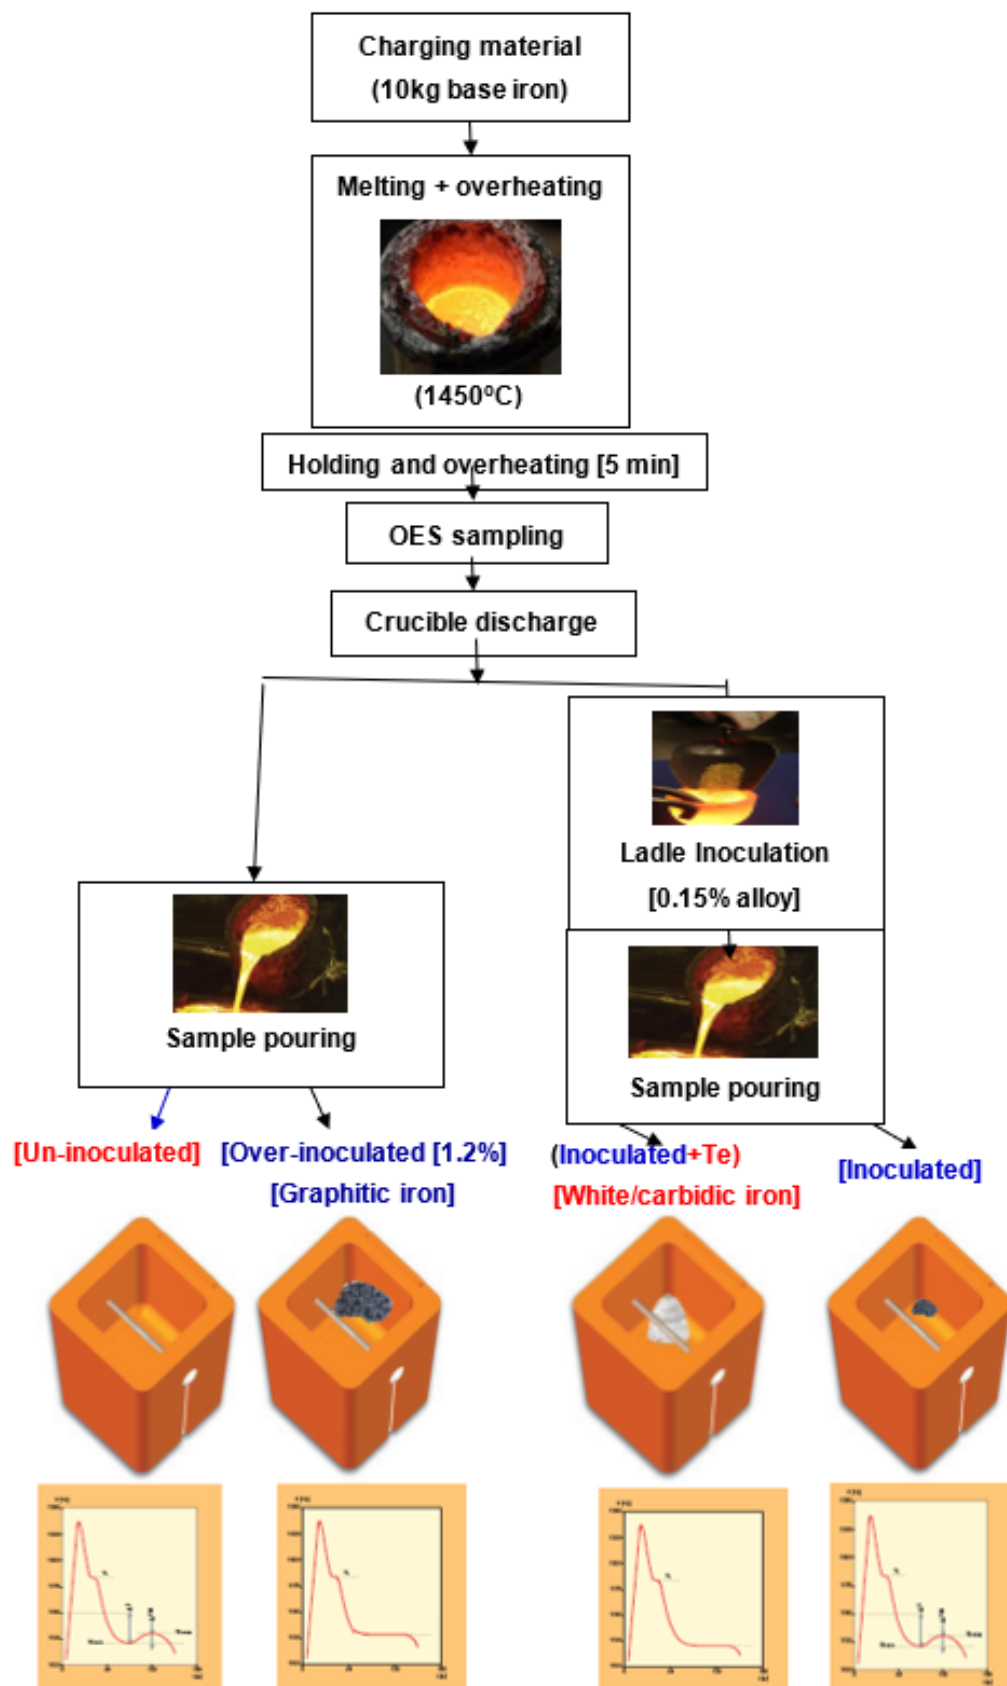 Charging material
(10kg base iron)
Melting + overheating
(1450ºC)
Holding and overheating [5 min]
OES sampling
Crucible discharge
Ladle Inoculation
[0.15% alloy]
Sample pouring
Sample pouring
[Un-inoculated]
[Over-inoculated [1.2%]
[Graphitic iron]
(Inoculated+Te)
[White/carbidic iron]
[Inoculated]